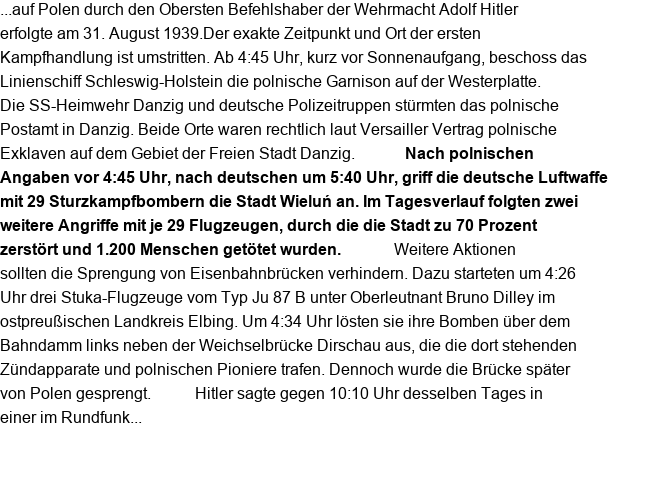 ...auf Polen durch den Obersten Befehlshaber der Wehrmacht Adolf Hitler
erfolgte am 31. August 1939.Der exakte Zeitpunkt und Ort der ersten
Kampfhandlung ist umstritten. Ab 4:45 Uhr, kurz vor Sonnenaufgang, beschoss das
Linienschiff Schleswig-Holstein die polnische Garnison auf der Westerplatte.
Die SS-Heimwehr Danzig und deutsche Polizeitruppen stürmten das polnische
Postamt in Danzig. Beide Orte waren rechtlich laut Versailler Vertrag polnische
Exklaven auf dem Gebiet der Freien Stadt Danzig. Nach polnischen
Angaben vor 4:45 Uhr, nach deutschen um 5:40 Uhr, griff die deutsche Luftwaffe
mit 29 Sturzkampfbombern die Stadt Wieluń an. Im Tagesverlauf folgten zwei
weitere Angriffe mit je 29 Flugzeugen, durch die die Stadt zu 70 Prozent
zerstört und 1.200 Menschen getötet wurden. Weitere Aktionen
sollten die Sprengung von Eisenbahnbrücken verhindern. Dazu starteten um 4:26
Uhr drei Stuka-Flugzeuge vom Typ Ju 87 B unter Oberleutnant Bruno Dilley im
ostpreußischen Landkreis Elbing. Um 4:34 Uhr lösten sie ihre Bomben über dem
Bahndamm links neben der Weichselbrücke Dirschau aus, die die dort stehenden
Zündapparate und polnischen Pioniere trafen. Dennoch wurde die Brücke später
von Polen gesprengt. Hitler sagte gegen 10:10 Uhr desselben Tages in
einer im Rundfunk...